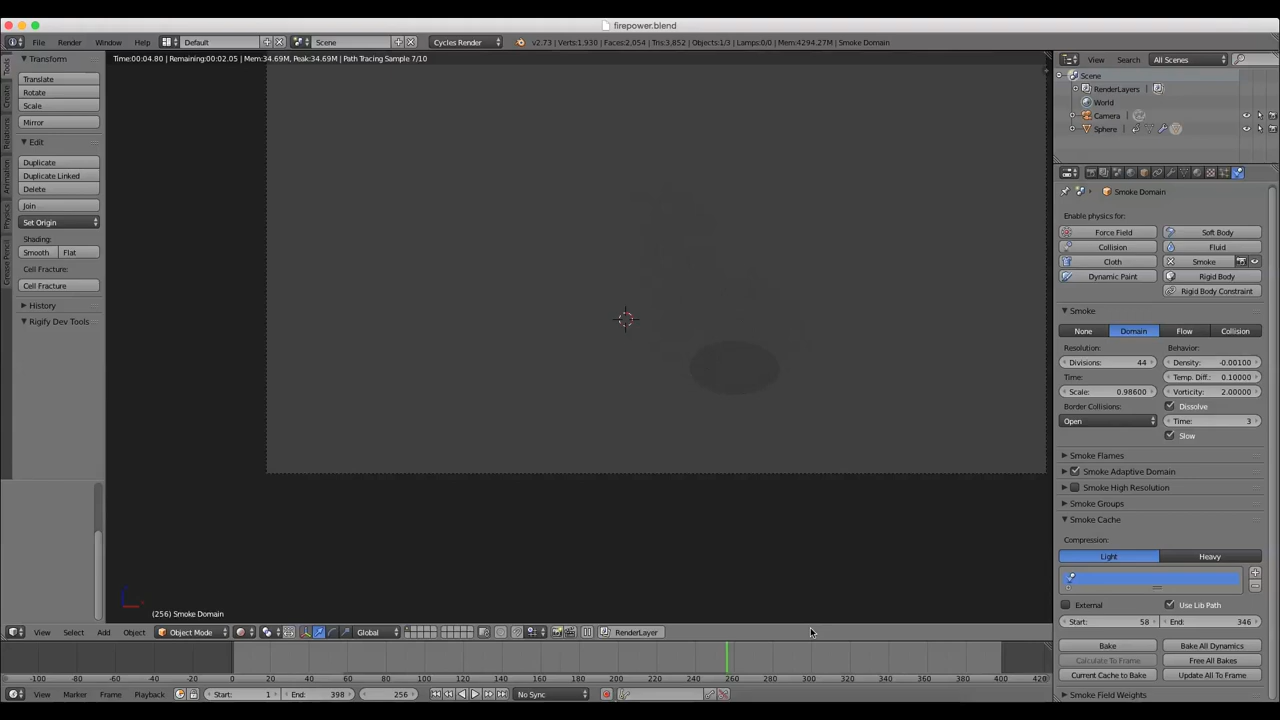 firepower.blend
File Render Window Help Default Scene Cycles Render v2.73 | Verts:1,930 | Faces:2,054 | Tris:3,852 | Objects:1/3 | Lamps:0/0 | Mem:4294.27M | Smoke Domain
Time:00:04.80 | Remaining:00:02.05 | Mem:34.69M, Peak:34.69M | Path Tracing Sample 7/10
View Search All Scenes
Scene
RenderLayers
World
Camera
Sphere
Tools
Create
Relations
Animation
Physics
Grease Pencil
Transform
Translate
Rotate
Scale
Mirror
Edit
Duplicate
Duplicate Linked
Delete
Join
Set Origin
Shading:
Smooth Flat
Cell Fracture:
Cell Fracture
History
Rigify Dev Tools
(256) Smoke Domain
Smoke Domain
Enable physics for:
Force Field Soft Body
Collision Fluid
Cloth Smoke
Dynamic Paint Rigid Body
Rigid Body Constraint
Smoke
None Domain Flow Collision
Resolution: Behavior:
Divisions: 44 Density: -0.00100
Time: Temp. Diff.: 0.10000
Scale: 0.98600 Vorticity: 2.00000
Border Collisions: Dissolve
Open Time: 3
Slow
Smoke Flames
Smoke Adaptive Domain
Smoke High Resolution
Smoke Groups
Smoke Cache
Compression:
Light Heavy
External Use Lib Path
Start: 58 End: 346
Bake Bake All Dynamics
Calculate To Frame Free All Bakes
Current Cache to Bake Update All To Frame
Smoke Field Weights
View Select Add Object Object Mode Global RenderLayer
-100 -80 -60 -40 -20 0 20 40 60 80 100 120 140 160 180 200 220 240 260 280 300 320 340 360 380 400 420
View Marker Frame Playback Start: 1 End: 398 256 No Sync